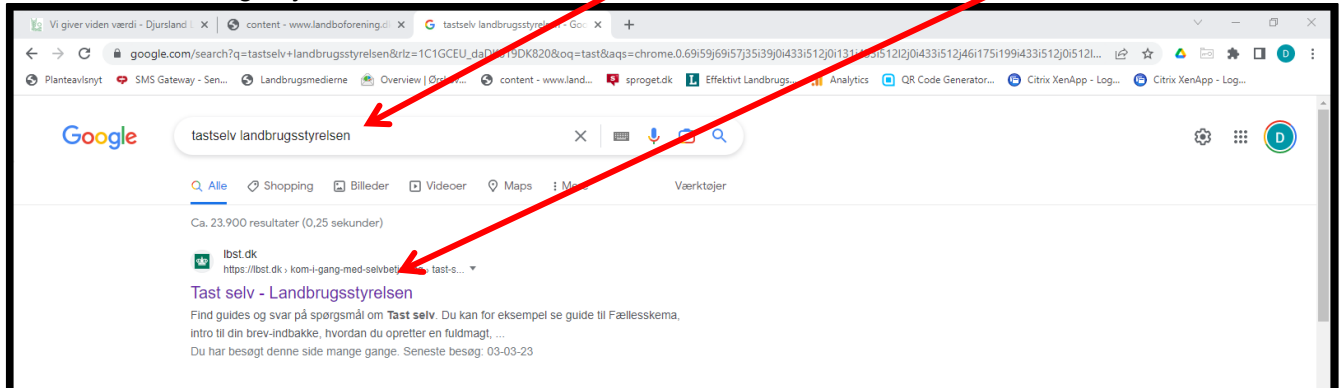 Vi giver viden værdi - Djursland L
content - www.landboforening.d
tastselv landbrugsstyrelsen - Goo
google.com/search?q=tastselv+landbrugsstyrelsen&rlz=1C1GCEU_
Planteavlsnyt
SMS Gateway - Sen...
Landbrugsmedierne
Overview | Ørskov...
content - www.land...
sproget.dk
Effektivt Landbrugs...
Analytics
QR Code Generator...
Citrix XenApp - Log...
Citrix XenApp - Log...
Google
tastselv landbrugsstyrelsen
D
Alle
Shopping
Billeder
Videoer
Maps
Mere
Værktøjer
Ca. 23.900 resultater (0,25 sekunder)
lbst.dk
https://lbst.dk › kom-i-gang-med-selvbetjening › tast-s...
Tast selv - Landbrugsstyrelsen
Find guides og svar på spørgsmål om Tast selv. Du kan for eksempel se guide til Fællesskema,
intro til din brev-indbakke, hvordan du opretter en fuldmagt, ...
Du har besøgt denne side mange gange. Seneste besøg: 03-03-23